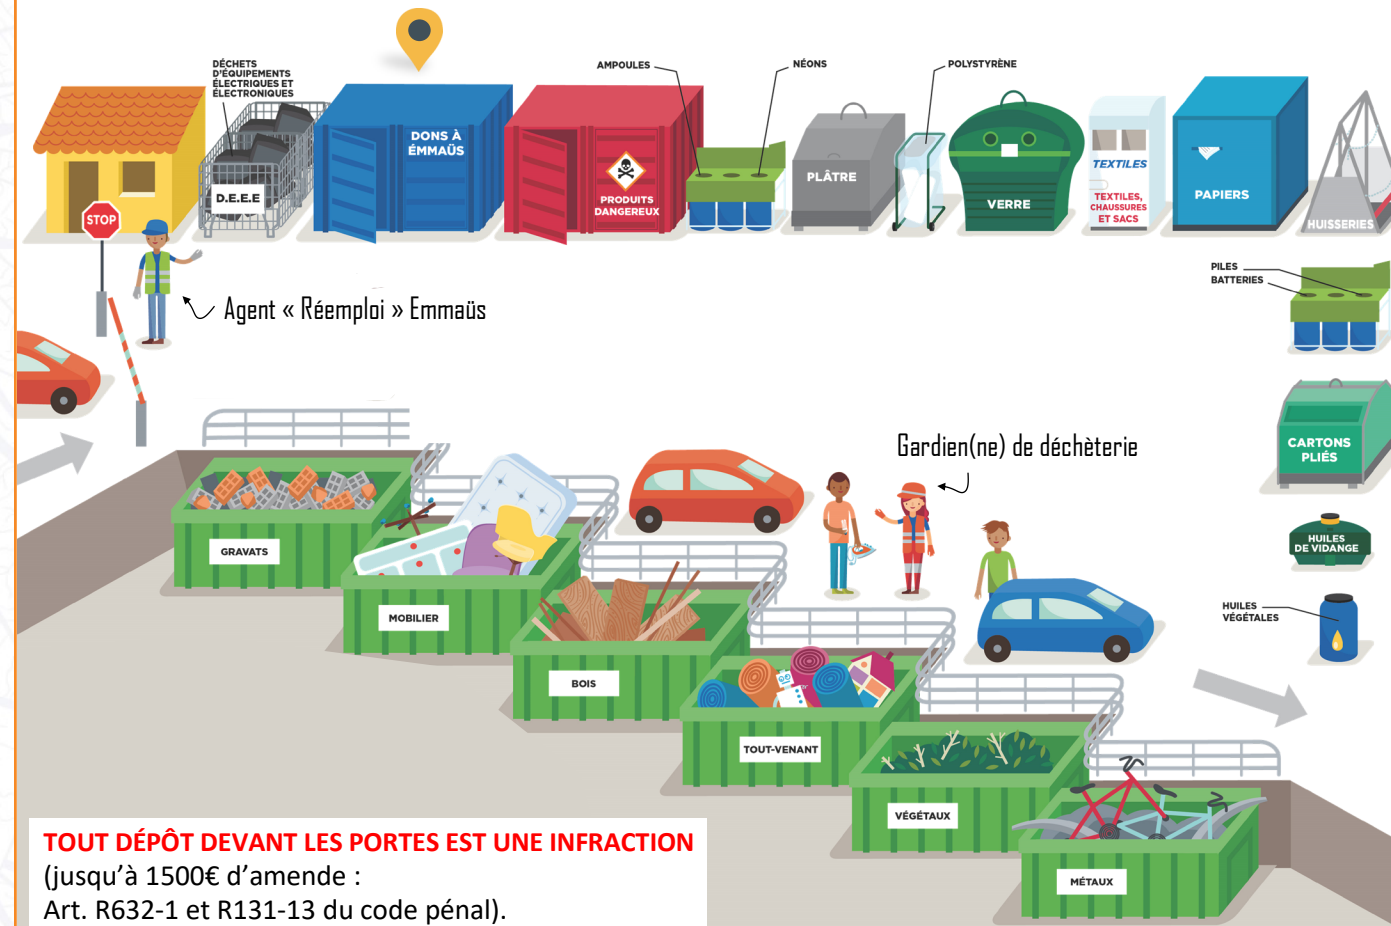 DÉCHETS
D'ÉQUIPEMENTS
ÉLECTRIQUES ET
ÉLECTRONIQUES
D.E.E.E
STOP
DONS À
ÉMMAÜS
PRODUITS
DANGEREUX
AMPOULES
NÉONS
PLÂTRE
POLYSTYRÈNE
VERRE
TEXTILES
TEXTILES,
CHAUSSURES
ET SACS
PAPIERS
HUISSERIES
Agent « Réemploi » Emmaüs
PILES
BATTERIES
CARTONS
PLIÉS
HUILES
DE VIDANGE
HUILES
VÉGÉTALES
Gardien(ne) de déchèterie
GRAVATS
MOBILIER
BOIS
TOUT-VENANT
VÉGÉTAUX
MÉTAUX
TOUT DÉPÔT DEVANT LES PORTES EST UNE INFRACTION
(jusqu'à 1500€ d'amende :
Art. R632-1 et R131-13 du code pénal).